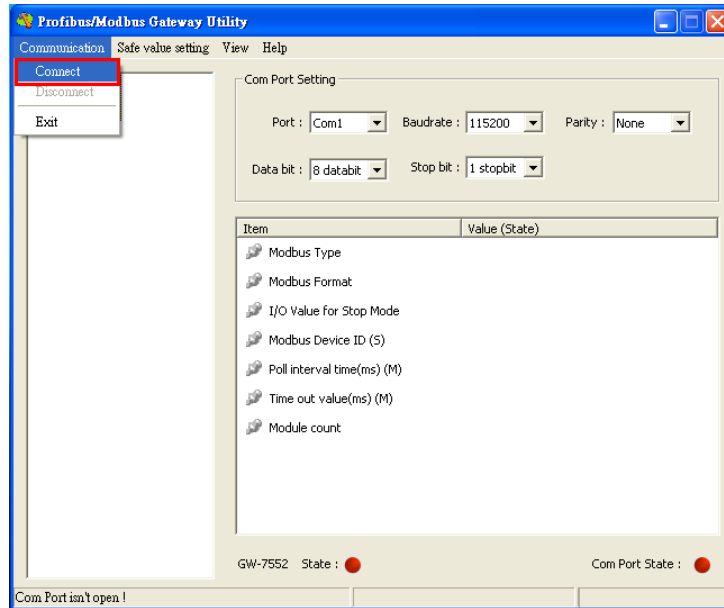 Profibus/Modbus Gateway Utility
Communication Safe value setting View Help
Connect
Disconnect
Exit
Com Port Setting
Port : Com1 Baudrate : 115200 Parity : None
Data bit : 8 databit Stop bit : 1 stopbit
Item Value (State)
Modbus Type
Modbus Format
I/O Value for Stop Mode
Modbus Device ID (S)
Poll interval time(ms) (M)
Time out value(ms) (M)
Module count
GW-7552 State : Com Port State :
Com Port isn't open !